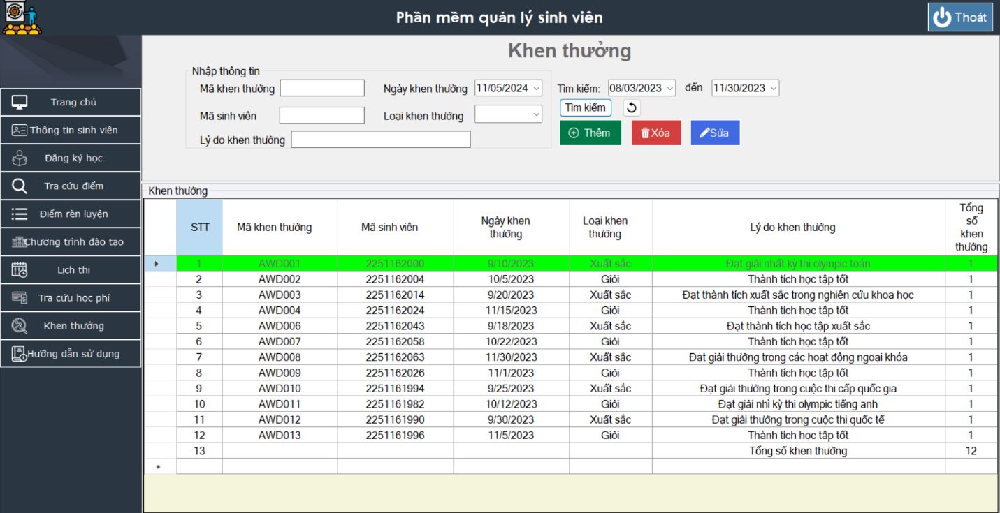 Phần mềm quản lý sinh viên
Thoát
Trang chủ
Thông tin sinh viên
Đăng ký học
Tra cứu điểm
Điểm rèn luyện
Chương trình đào tạo
Lịch thi
Tra cứu học phí
Khen thưởng
Hướng dẫn sử dụng
Khen thưởng
Nhập thông tin
Mã khen thưởng
Ngày khen thưởng 11/05/2024
Mã sinh viên
Loại khen thưởng
Lý do khen thưởng
Tìm kiếm: 08/03/2023 đến 11/30/2023
Tìm kiếm
Thêm Xóa Sửa
Khen thưởng
STT Mã khen thưởng Mã sinh viên Ngày khen thưởng Loại khen thưởng Lý do khen thưởng Tổng số khen thưởng
1 AWD001 2251162000 9/10/2023 Xuất sắc Đạt giải nhất kỳ thi olympic toán 1
2 AWD002 2251162004 10/5/2023 Giỏi Thành tích học tập tốt 1
3 AWD003 2251162014 9/20/2023 Xuất sắc Đạt thành tích xuất sắc trong nghiên cứu khoa học 1
4 AWD004 2251162024 11/15/2023 Giỏi Thành tích học tập tốt 1
5 AWD006 2251162043 9/18/2023 Xuất sắc Đạt thành tích học tập xuất sắc 1
6 AWD007 2251162058 10/22/2023 Giỏi Thành tích học tập tốt 1
7 AWD008 2251162063 11/30/2023 Xuất sắc Đạt giải thưởng trong các hoạt động ngoại khóa 1
8 AWD009 2251162026 11/1/2023 Giỏi Thành tích học tập tốt 1
9 AWD010 2251161994 9/25/2023 Xuất sắc Đạt giải thưởng trong cuộc thi cấp quốc gia 1
10 AWD011 2251161982 10/12/2023 Giỏi Đạt giải nhì kỳ thi olympic tiếng anh 1
11 AWD012 2251161990 9/30/2023 Xuất sắc Đạt giải thưởng trong cuộc thi quốc tế 1
12 AWD013 2251161996 11/5/2023 Giỏi Thành tích học tập tốt 1
13 Tổng số khen thưởng 12